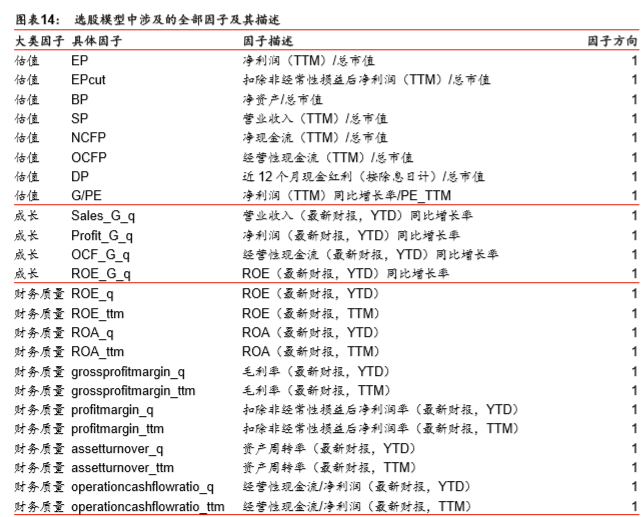 图表14： 选股模型中涉及的全部因子及其描述
大类因子 具体因子 因子描述 因子方向
估值 EP 净利润（TTM）/总市值 1
估值 EPcut 扣除非经常性损益后净利润（TTM）/总市值 1
估值 BP 净资产/总市值 1
估值 SP 营业收入（TTM）/总市值 1
估值 NCFP 净现金流（TTM）/总市值 1
估值 OCFP 经营性现金流（TTM）/总市值 1
估值 DP 近12个月现金红利（按除息日计）/总市值 1
估值 G/PE 净利润（TTM）同比增长率/PE_TTM 1
成长 Sales_G_q 营业收入（最新财报，YTD）同比增长率 1
成长 Profit_G_q 净利润（最新财报，YTD）同比增长率 1
成长 OCF_G_q 经营性现金流（最新财报，YTD）同比增长率 1
成长 ROE_G_q ROE（最新财报，YTD）同比增长率 1
财务质量 ROE_q ROE（最新财报，YTD） 1
财务质量 ROE_ttm ROE（最新财报，TTM） 1
财务质量 ROA_q ROA（最新财报，YTD） 1
财务质量 ROA_ttm ROA（最新财报，TTM） 1
财务质量 grossprofitmargin_q 毛利率（最新财报，YTD） 1
财务质量 grossprofitmargin_ttm 毛利率（最新财报，TTM） 1
财务质量 profitmargin_q 扣除非经常性损益后净利润率（最新财报，YTD） 1
财务质量 profitmargin_ttm 扣除非经常性损益后净利润率（最新财报，TTM） 1
财务质量 assetturnover_q 资产周转率（最新财报，YTD） 1
财务质量 assetturnover_ttm 资产周转率（最新财报，TTM） 1
财务质量 operationcashflowratio_q 经营性现金流/净利润（最新财报，YTD） 1
财务质量 operationcashflowratio_ttm 经营性现金流/净利润（最新财报，TTM） 1